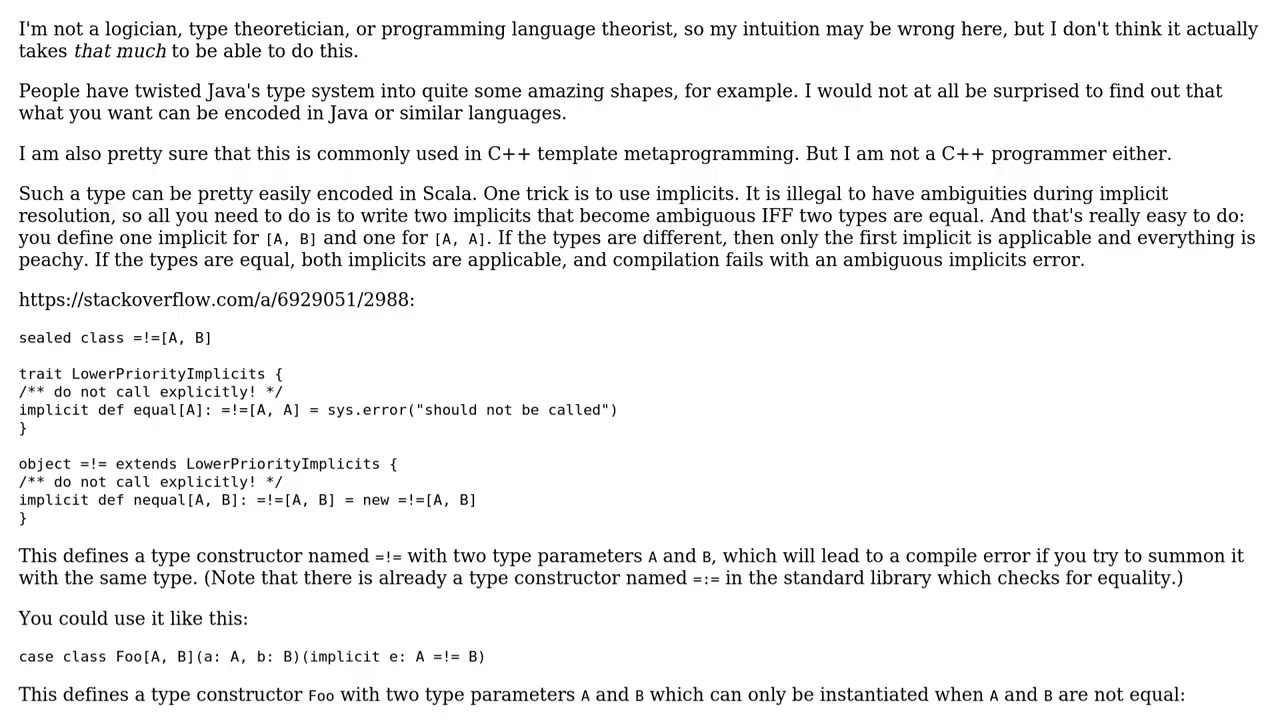 I'm not a logician, type theoretician, or programming language theorist, so my intuition may be wrong here, but I don't think it actually
takes that much to be able to do this.
People have twisted Java's type system into quite some amazing shapes, for example. I would not at all be surprised to find out that
what you want can be encoded in Java or similar languages.
I am also pretty sure that this is commonly used in C++ template metaprogramming. But I am not a C++ programmer either.
Such a type can be pretty easily encoded in Scala. One trick is to use implicits. It is illegal to have ambiguities during implicit
resolution, so all you need to do is to write two implicits that become ambiguous IFF two types are equal. And that's really easy to do:
you define one implicit for [A, B] and one for [A, A]. If the types are different, then only the first implicit is applicable and everything is
peachy. If the types are equal, both implicits are applicable, and compilation fails with an ambiguous implicits error.
https://stackoverflow.com/a/6929051/2988:
sealed class =!=[A, B]
trait LowerPriorityImplicits {
/** do not call explicitly! */
implicit def equal[A]: =!=[A, A] = sys.error("should not be called")
}
object =!= extends LowerPriorityImplicits {
/** do not call explicitly! */
implicit def nequal[A, B]: =!=[A, B] = new =!=[A, B]
}
This defines a type constructor named =!= with two type parameters A and B, which will lead to a compile error if you try to summon it
with the same type. (Note that there is already a type constructor named =:= in the standard library which checks for equality.)
You could use it like this:
case class Foo[A, B](a: A, b: B)(implicit e: A =!= B)
This defines a type constructor Foo with two type parameters A and B which can only be instantiated when A and B are not equal: